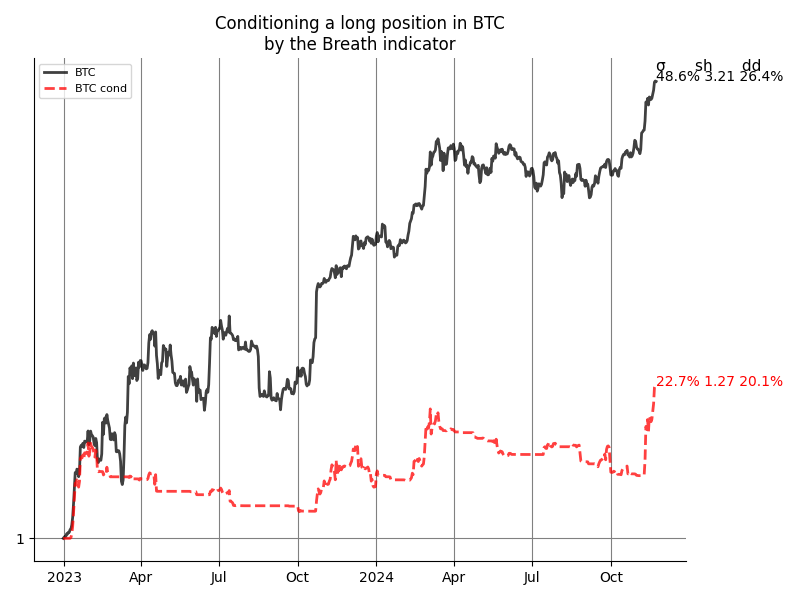 Conditioning a long position in BTC
by the Breath indicator
BTC
BTC cond
σ sh dd
48.6% 3.21 26.4%
22.7% 1.27 20.1%
1
2023 Apr Jul Oct 2024 Apr Jul Oct